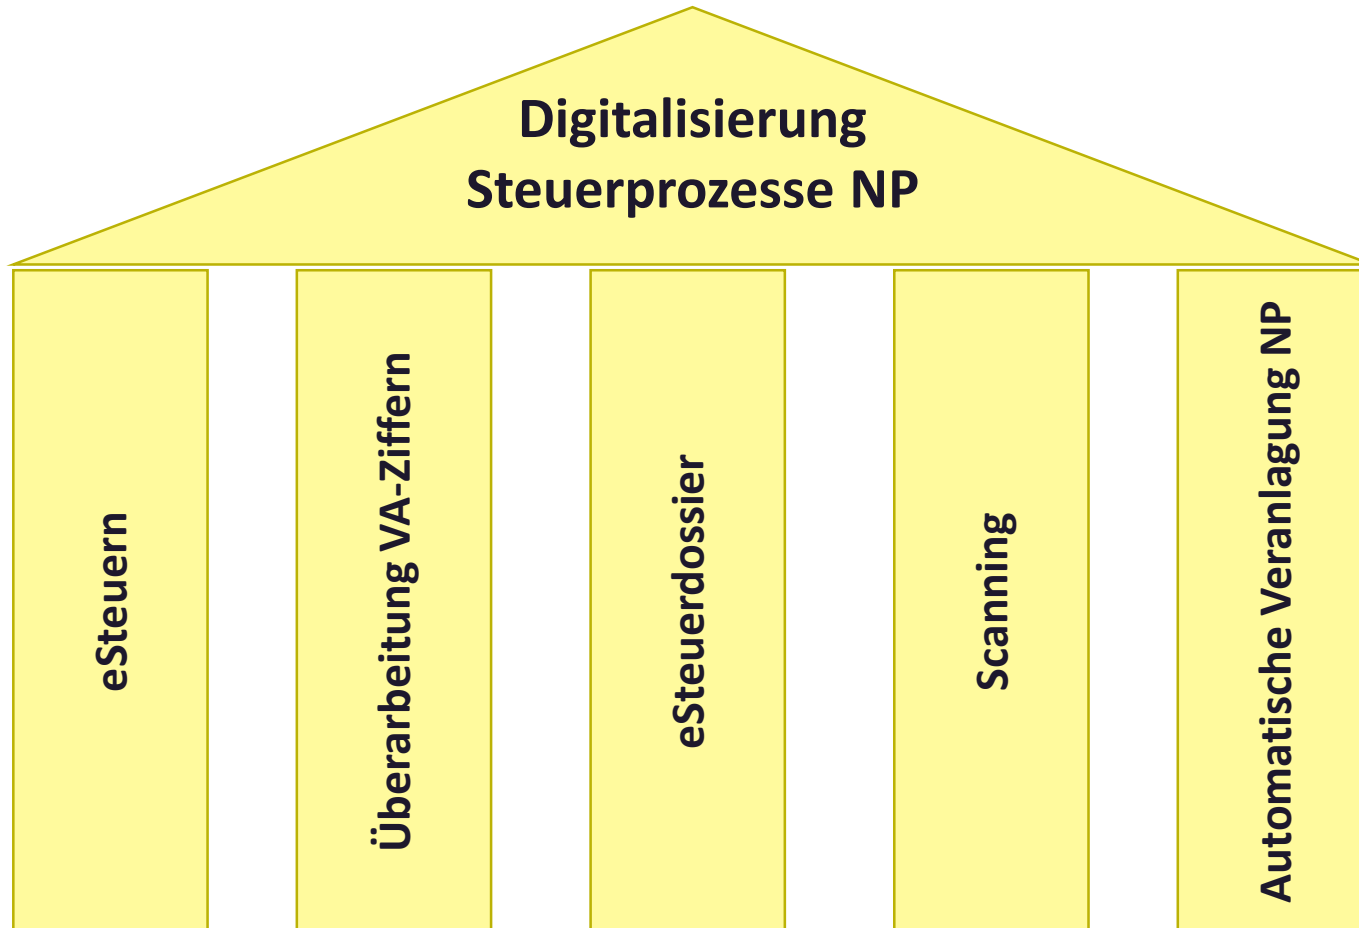 Digitalisierung
Steuerprozesse NP
eSteuern
Überarbeitung VA-Ziffern
eSteuerdossier
Scanning
Automatische Veranlagung NP